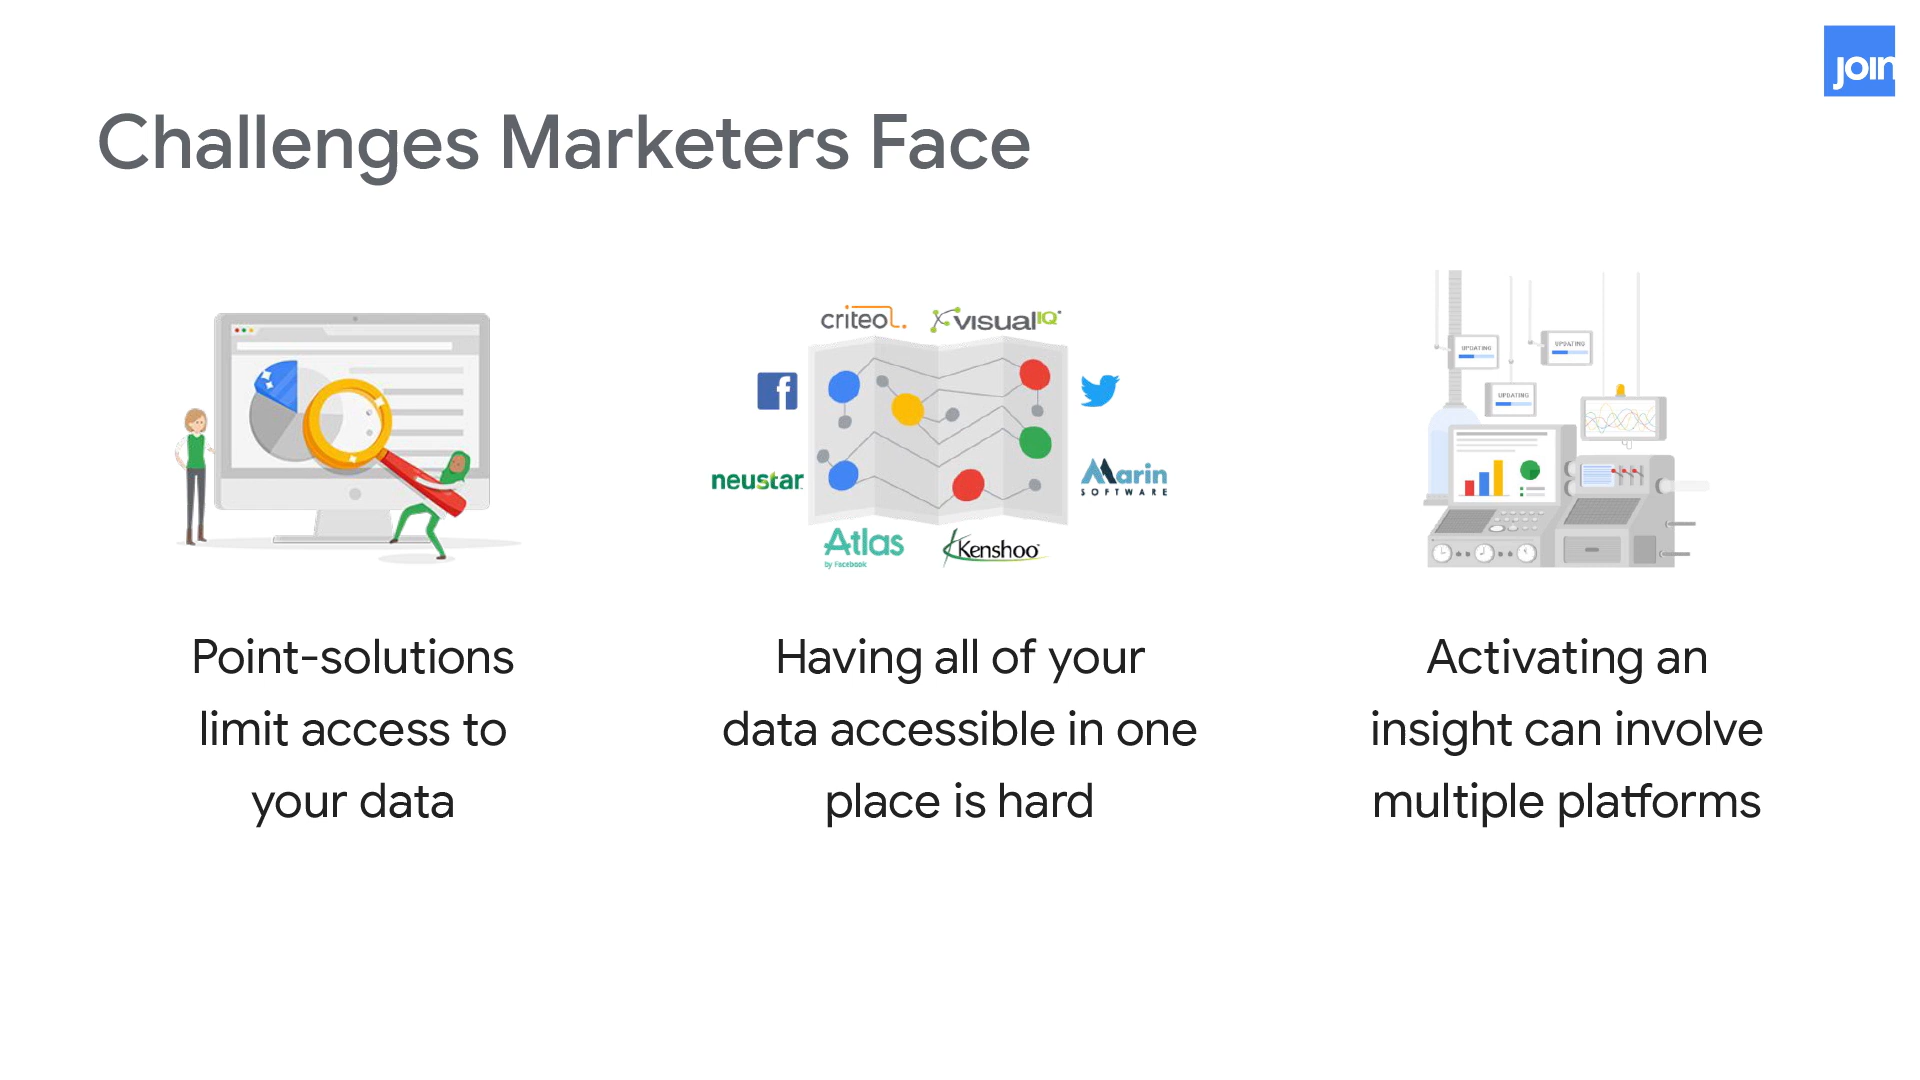 join
Challenges Marketers Face
criteo.
VISUAL IQ
f
neustar
Marin
SOFTWARE
Atlas
by Facebook
Kenshoo
UPDATING
UPDATING
UPDATING
Point-solutions
limit access to
your data
Having all of your
data accessible in one
place is hard
Activating an
insight can involve
multiple platforms